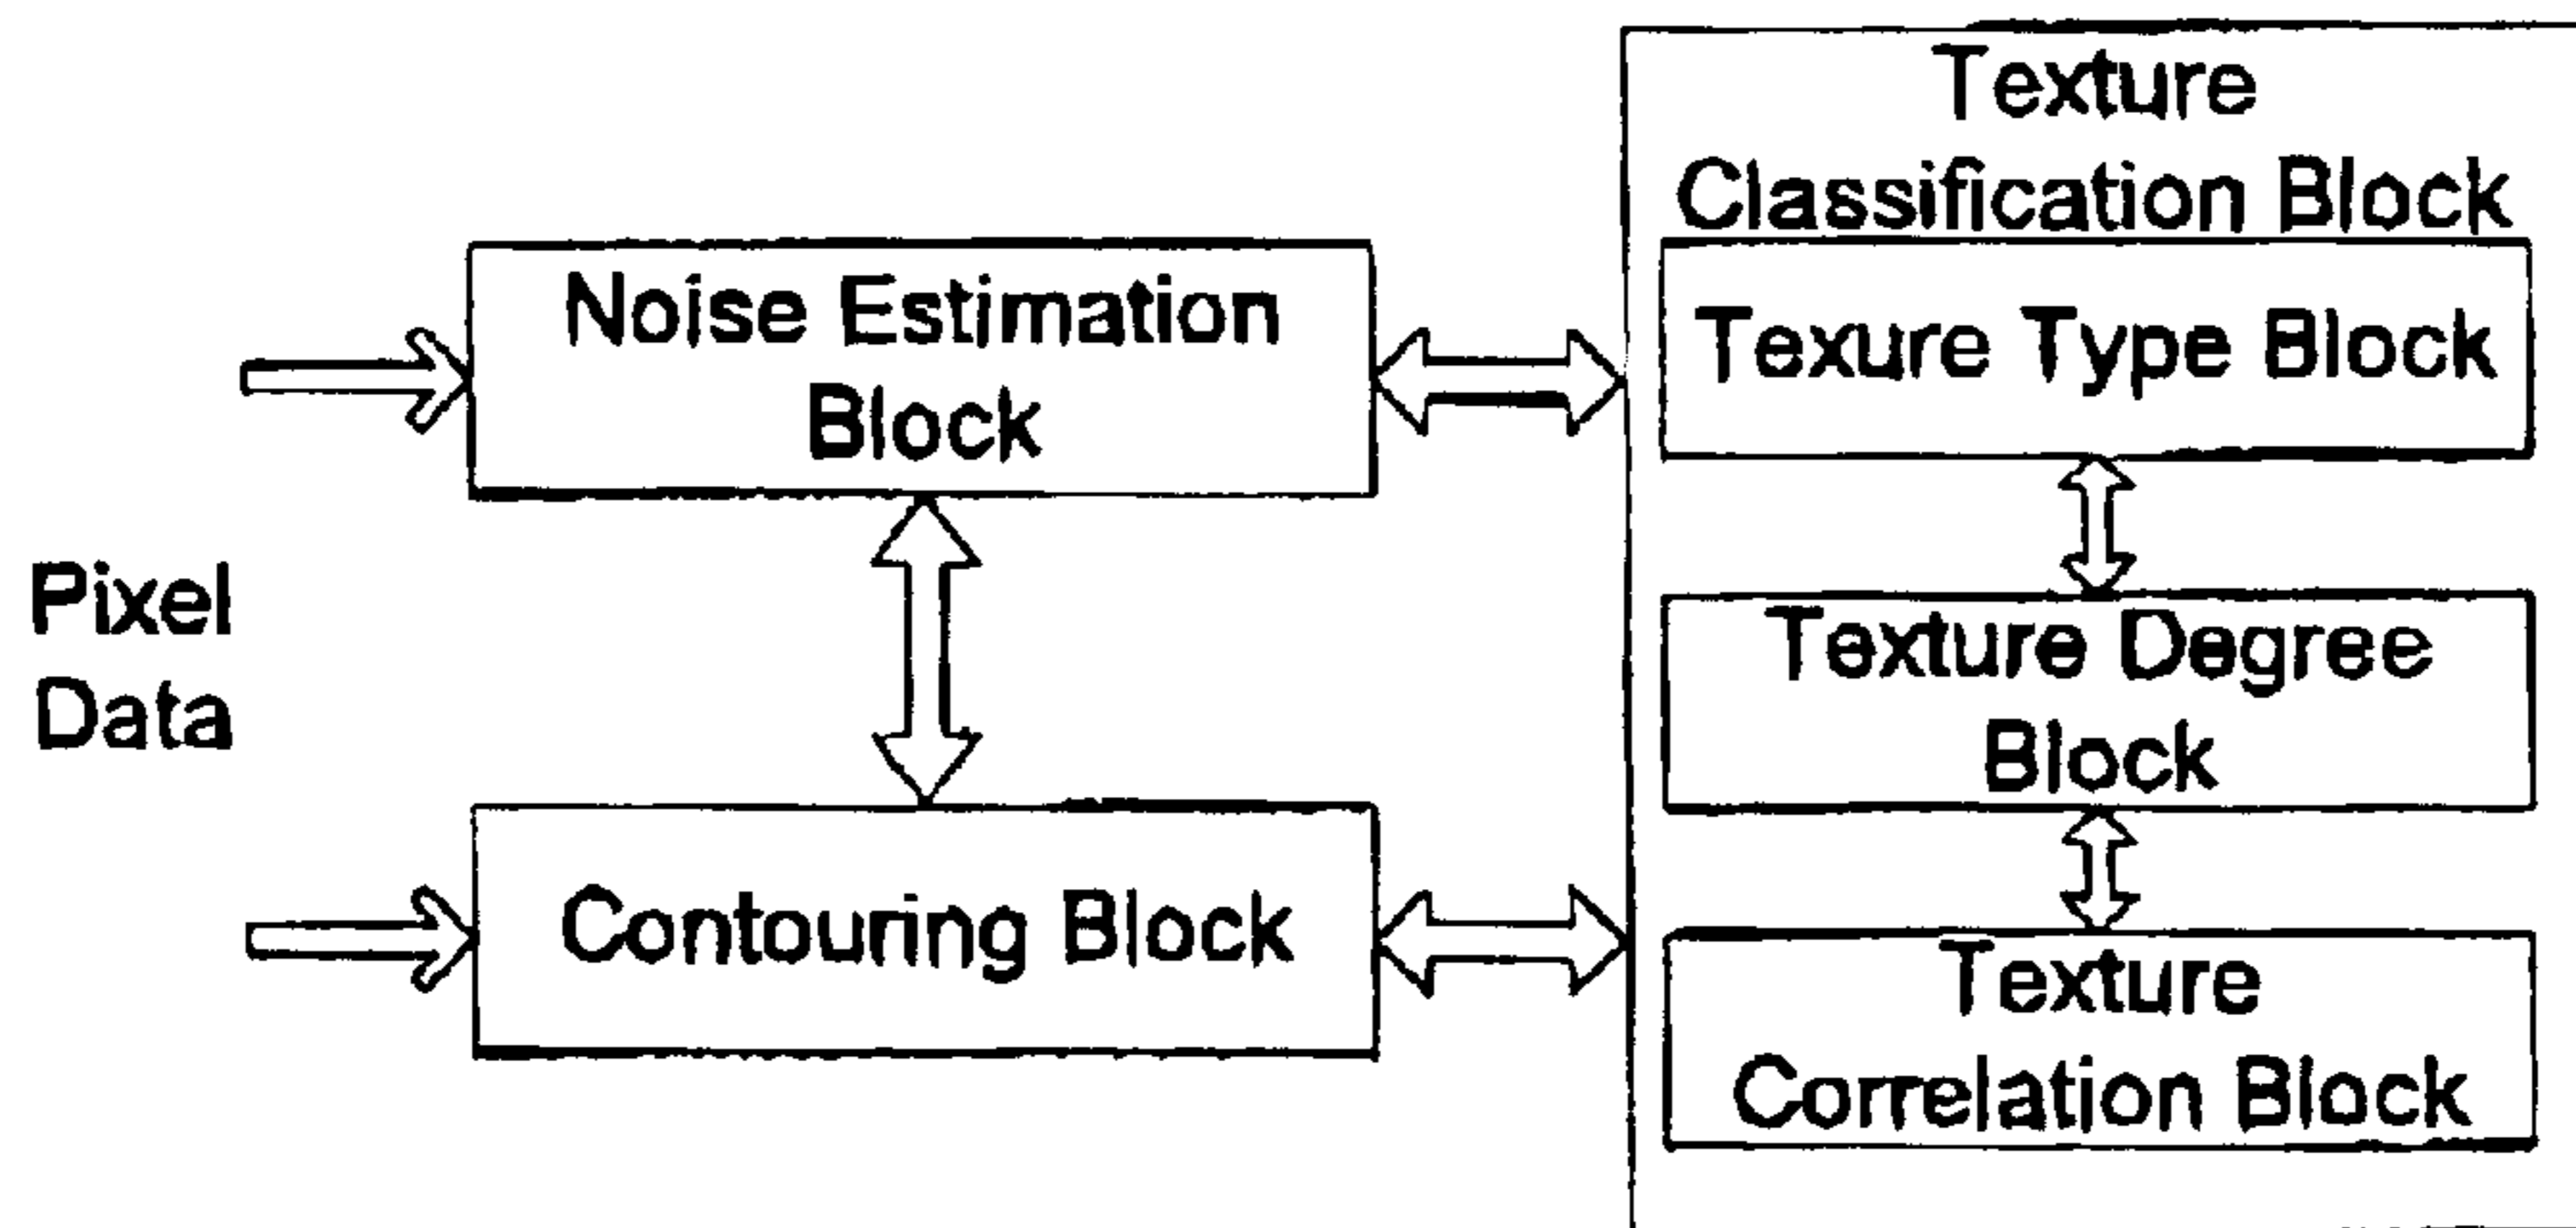 Pixel
Data
Noise Estimation
Block
Contouring Block
Texture
Classification Block
Texure Type Block
Texture Degree
Block
Texture
Correlation Block